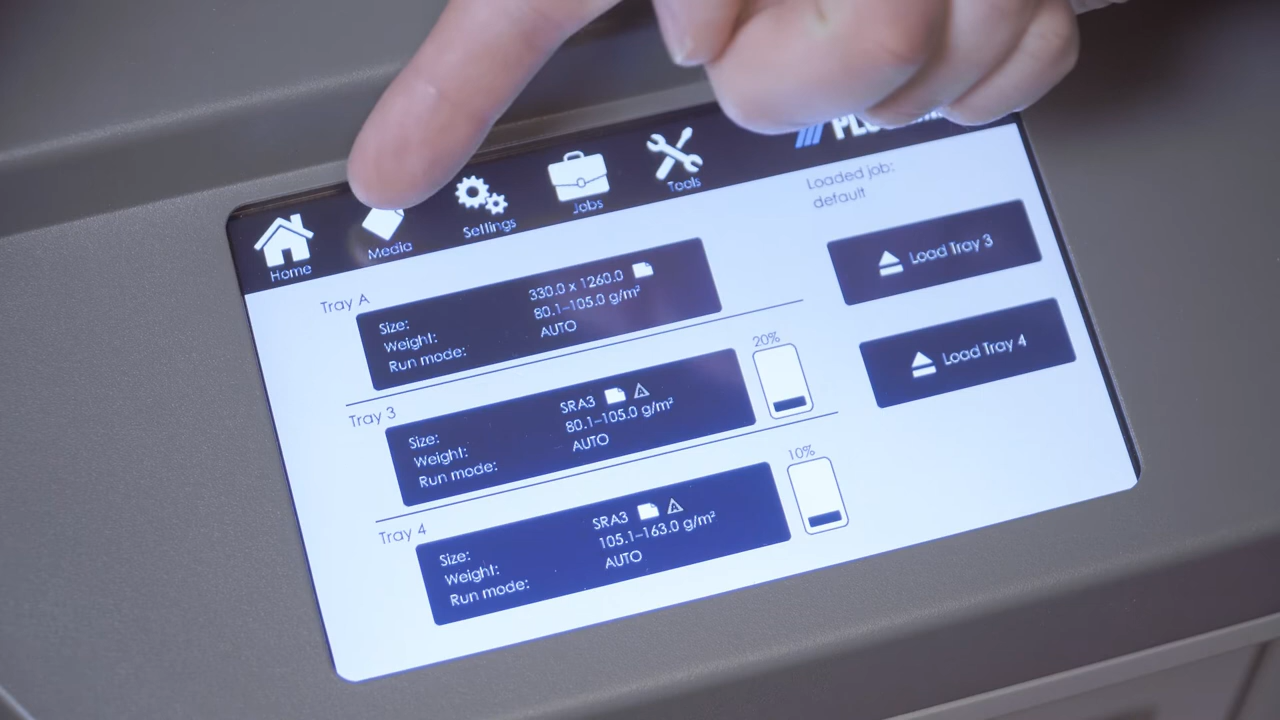 Home
Media
Settings
Jobs
Tools
Loaded job:
default
Load Tray 3
Load Tray 4
Tray A
Size: 330.0 x 1260.0
Weight: 80.1–105.0 g/m²
Run mode: AUTO
Tray 3
20%
Size: SRA3
Weight: 80.1–105.0 g/m²
Run mode: AUTO
Tray 4
10%
Size: SRA3
Weight: 105.1–163.0 g/m²
Run mode: AUTO